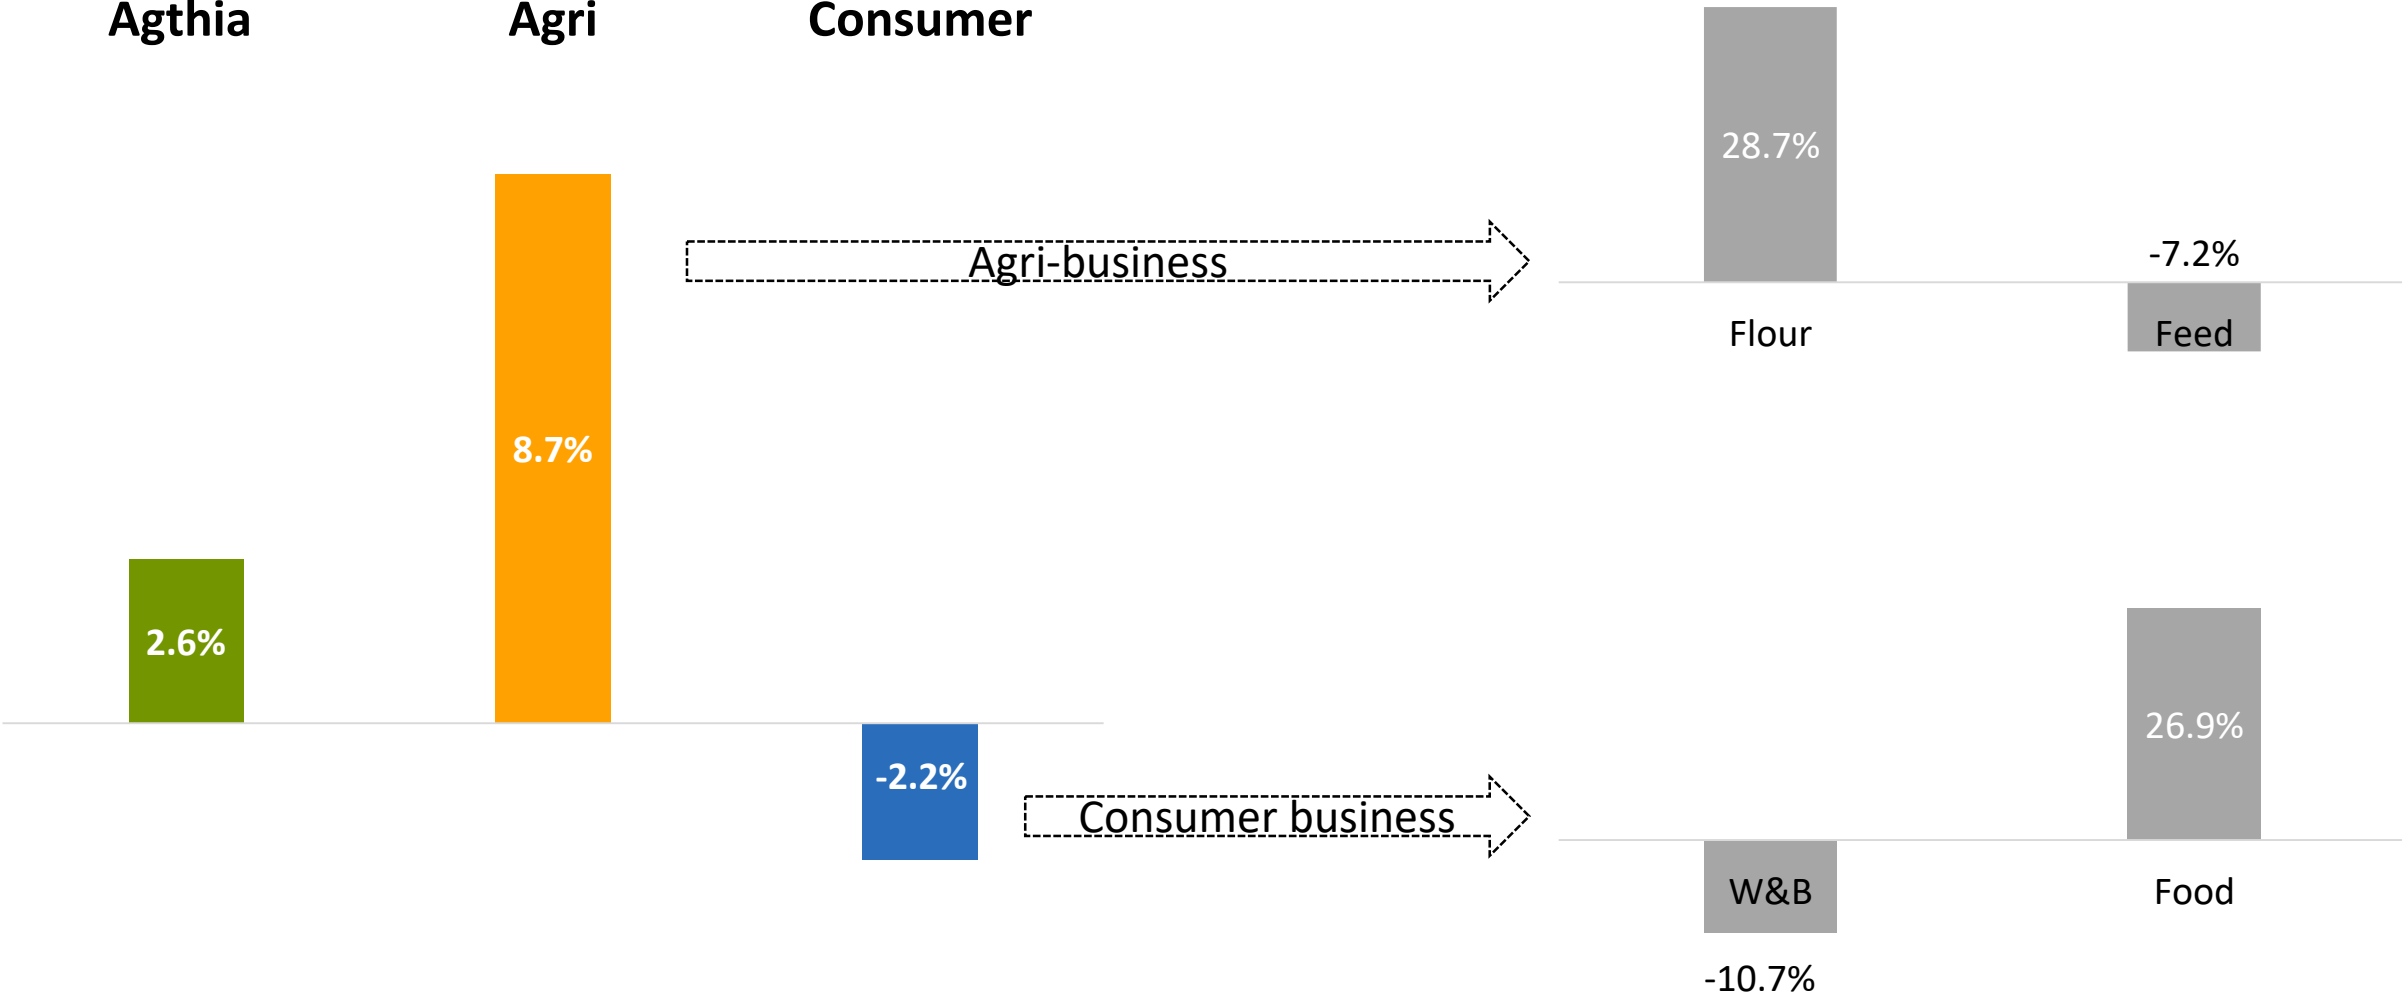 Agthia
Agri
Consumer
28.7%
-7.2%
Agri-business
Flour
Feed
8.7%
2.6%
-2.2%
26.9%
Consumer business
W&B
Food
-10.7%